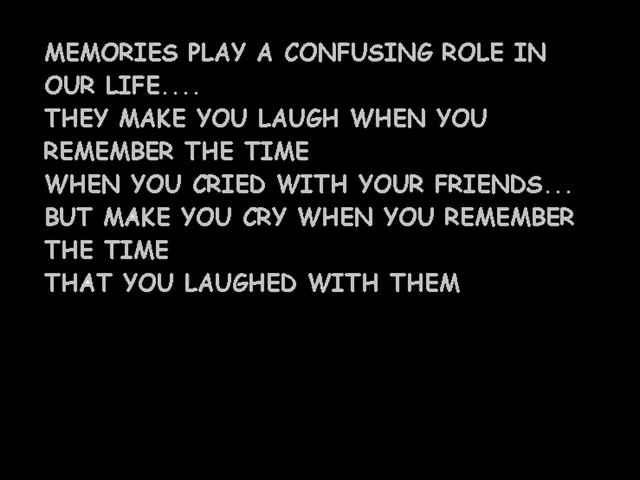 MEMORIES PLAY A CONFUSING ROLE IN
OUR LIFE....
THEY MAKE YOU LAUGH WHEN YOU
REMEMBER THE TIME
WHEN YOU CRIED WITH YOUR FRIENDS...
BUT MAKE YOU CRY WHEN YOU REMEMBER
THE TIME
THAT YOU LAUGHED WITH THEM